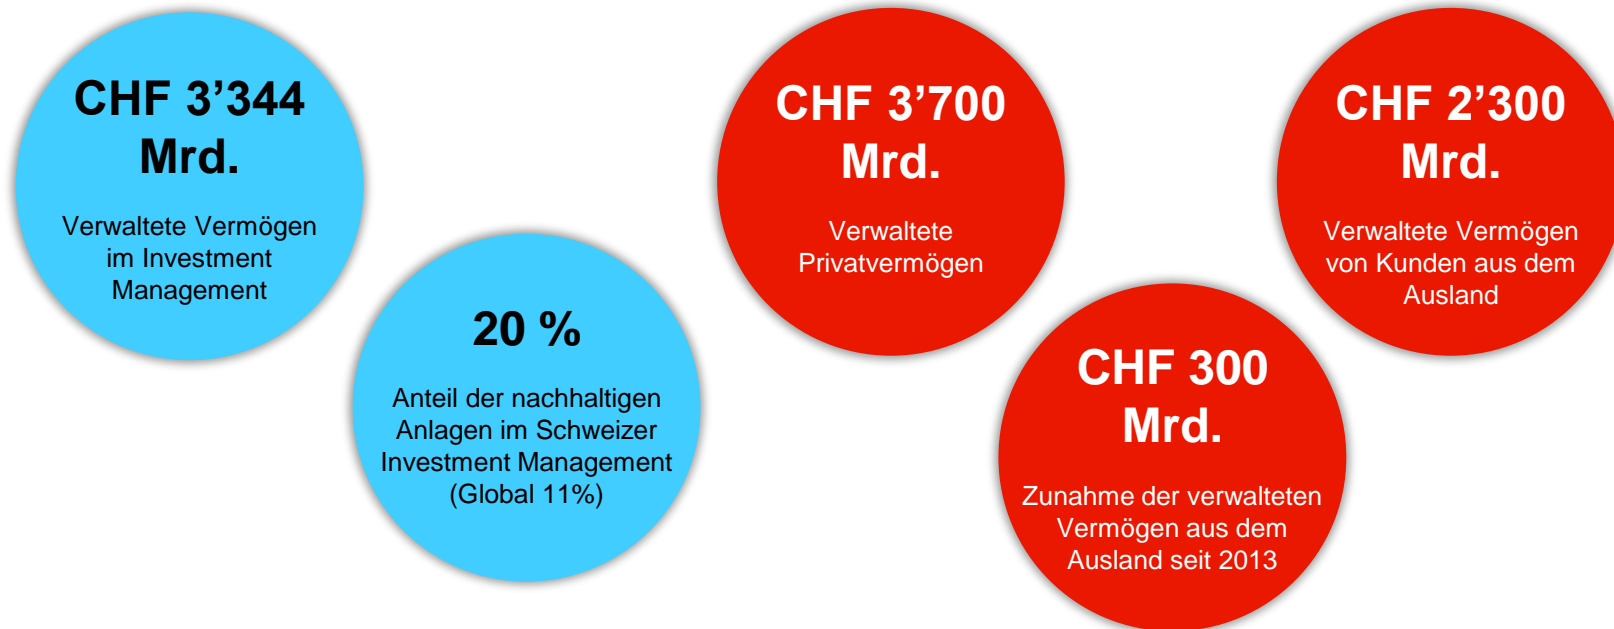 CHF 3’344
Mrd.
Verwaltete Vermögen
im Investment
Management
20 %
Anteil der nachhaltigen
Anlagen im Schweizer
Investment Management
(Global 11%)
CHF 3’700
Mrd.
Verwaltete
Privatvermögen
CHF 300
Mrd.
Zunahme der verwalteten
Vermögen aus dem
Ausland seit 2013
CHF 2’300
Mrd.
Verwaltete Vermögen
von Kunden aus dem
Ausland